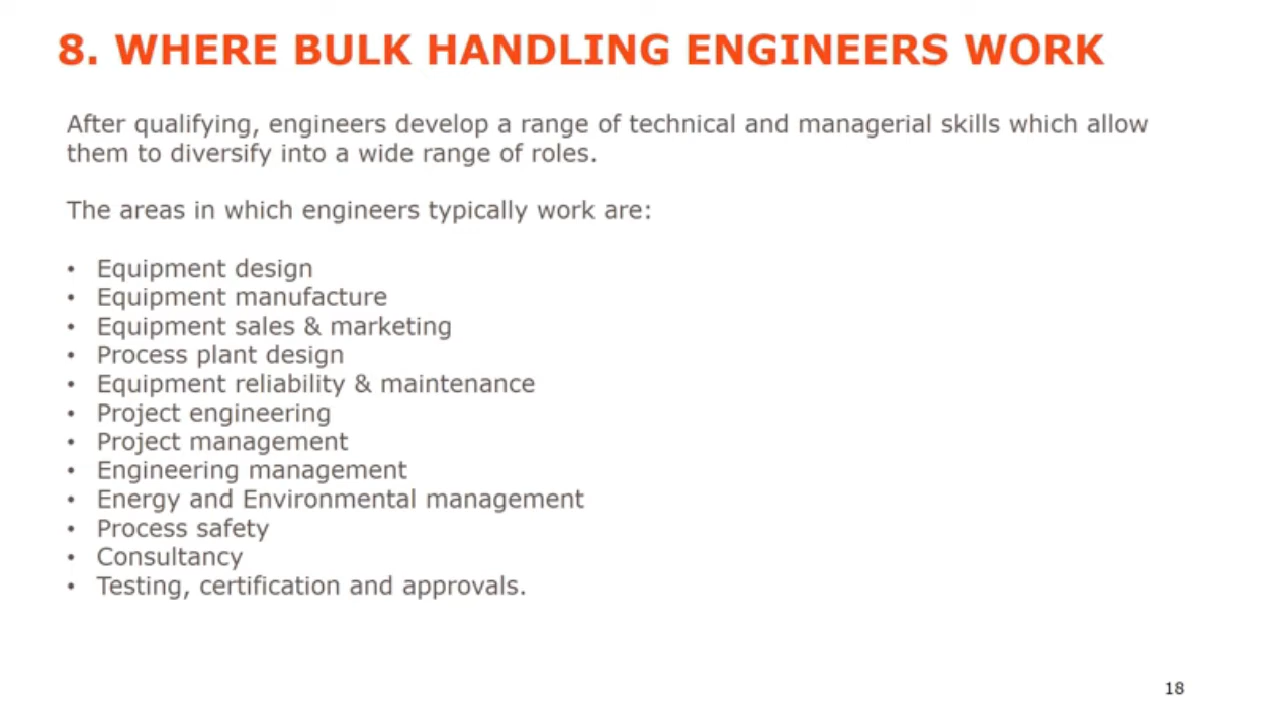 8. WHERE BULK HANDLING ENGINEERS WORK
After qualifying, engineers develop a range of technical and managerial skills which allow
them to diversify into a wide range of roles.
The areas in which engineers typically work are:
• Equipment design
• Equipment manufacture
• Equipment sales & marketing
• Process plant design
• Equipment reliability & maintenance
• Project engineering
• Project management
• Engineering management
• Energy and Environmental management
• Process safety
• Consultancy
• Testing, certification and approvals.
18